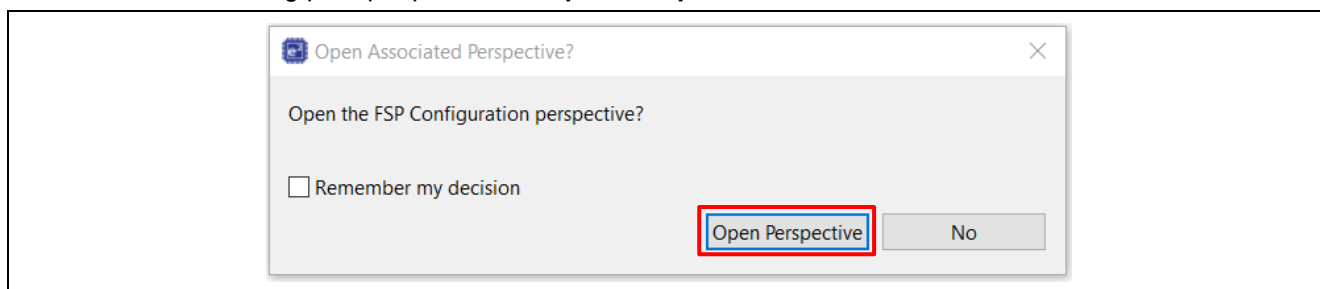 Open Associated Perspective?
Open the FSP Configuration perspective?
Remember my decision
Open Perspective
No